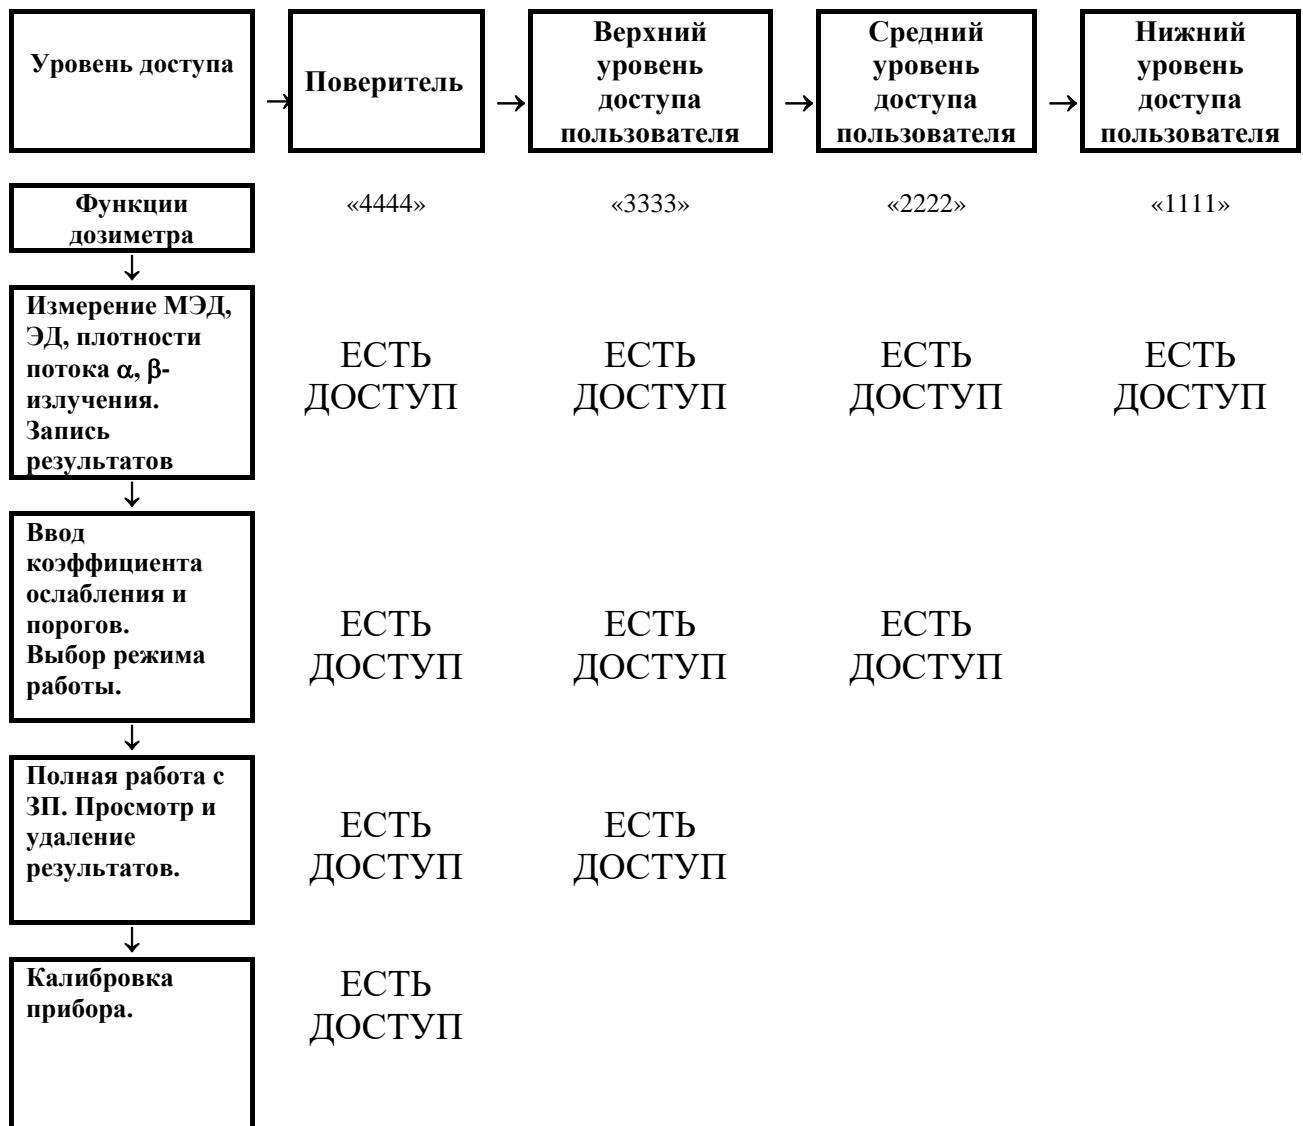 Уровень доступа
→
Поверитель
→
Верхний
уровень
доступа
пользователя
→
Средний
уровень
доступа
пользователя
→
Нижний
уровень
доступа
пользователя
Функции
дозиметра
«4444»
«3333»
«2222»
«1111»
↓
Измерение МЭД,
ЭД, плотности
потока α, β-
излучения.
Запись
результатов
ЕСТЬ
ДОСТУП
ЕСТЬ
ДОСТУП
ЕСТЬ
ДОСТУП
ЕСТЬ
ДОСТУП
↓
Ввод
коэффициента
ослабления и
порогов.
Выбор режима
работы.
ЕСТЬ
ДОСТУП
ЕСТЬ
ДОСТУП
ЕСТЬ
ДОСТУП
↓
Полная работа с
ЗП. Просмотр и
удаление
результатов.
ЕСТЬ
ДОСТУП
ЕСТЬ
ДОСТУП
↓
Калибровка
прибора.
ЕСТЬ
ДОСТУП